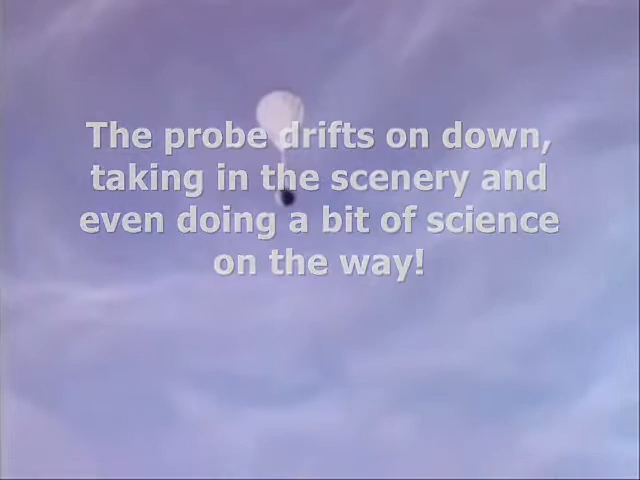 The probe drifts on down,
taking in the scenery and
even doing a bit of science
on the way!